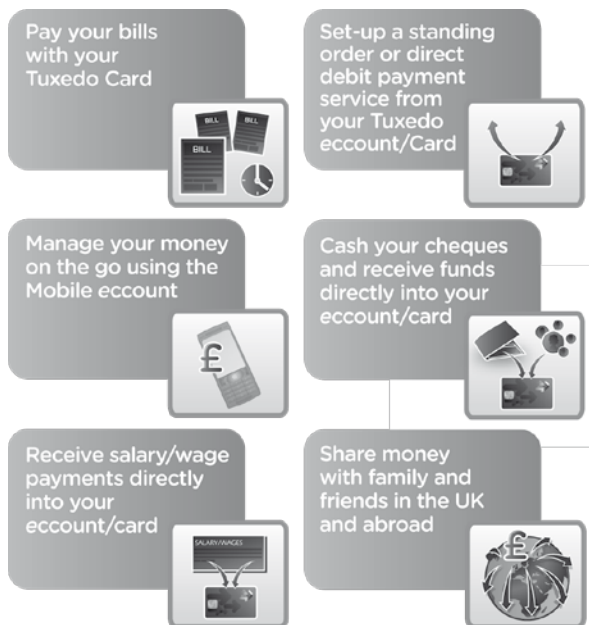 Pay your bills
with your
Tuxedo Card
BILL
BILL
BILL
Set-up a standing
order or direct
debit payment
service from
your Tuxedo
eccount/Card
Manage your money
on the go using the
Mobile eccount
£
Cash your cheques
and receive funds
directly into your
eccount/card
Receive salary/wage
payments directly
into your
eccount/card
SALARY/WAGES
Share money
with family and
friends in the UK
and abroad
£